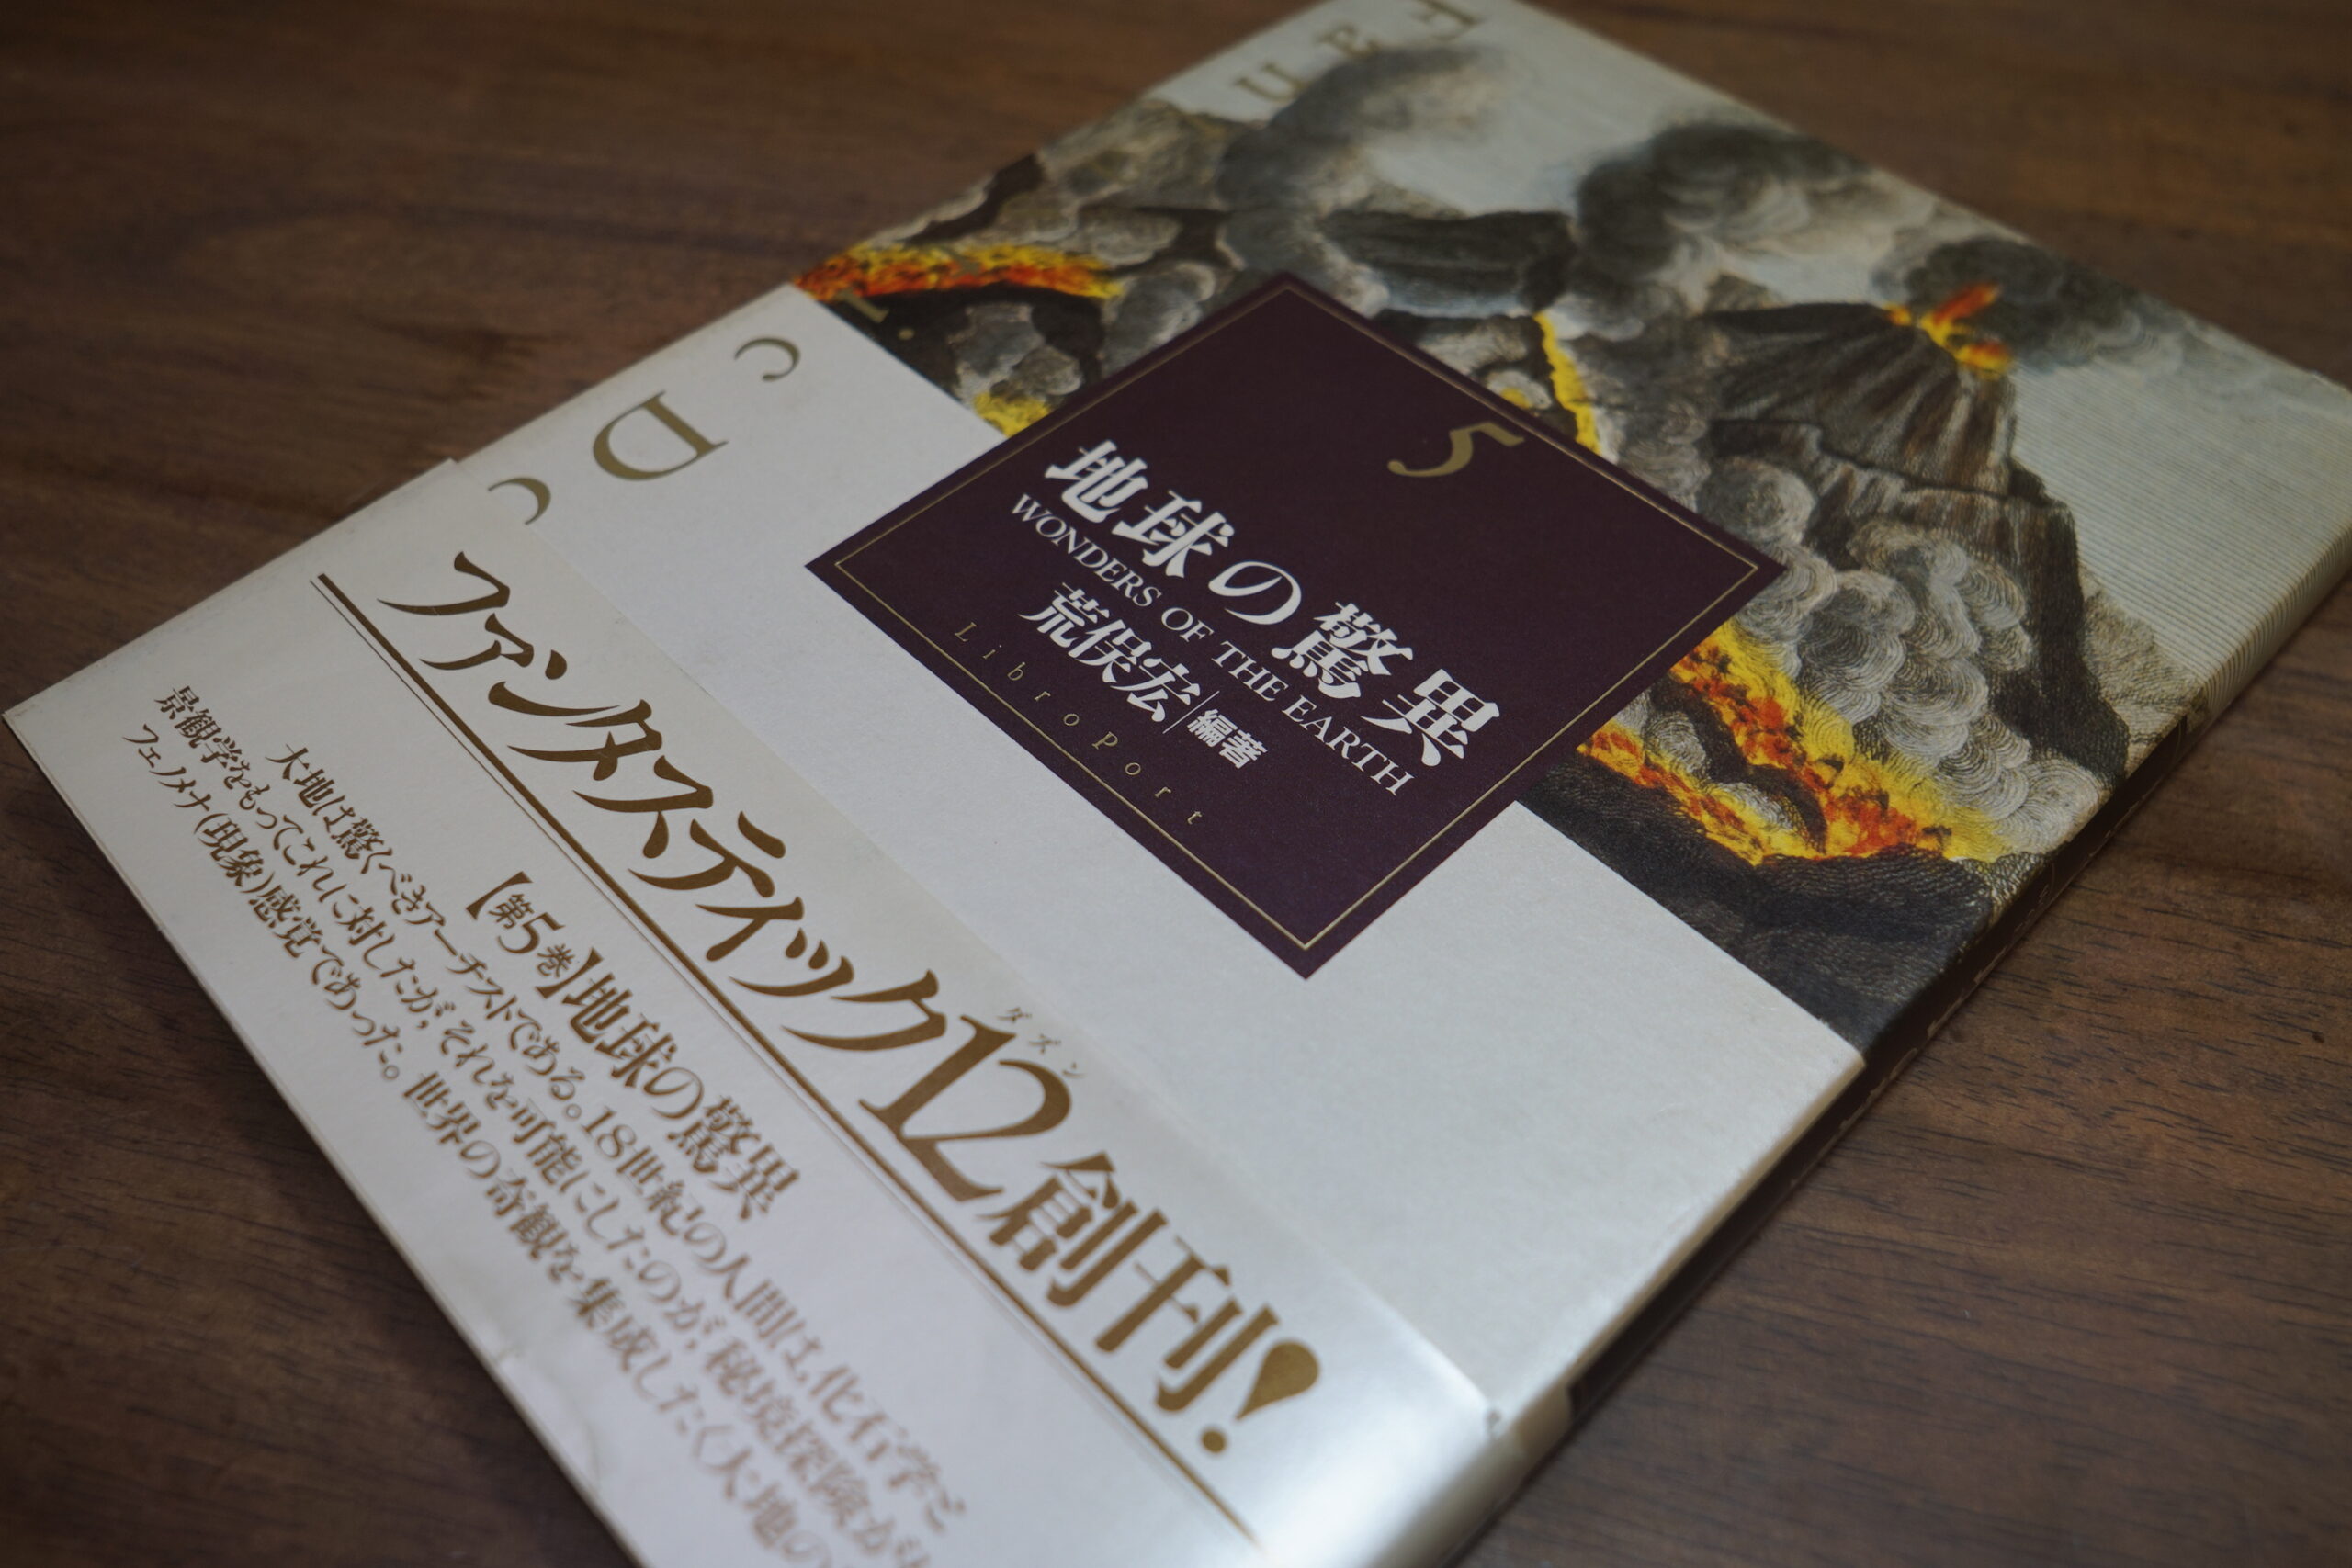 5
地球の驚異
WONDERS OF THE EARTH
荒俣宏|編著
LibroPort
ファンタスティック12創刊!
ダズン
【第5巻】地球の驚異
大地は驚くべきアーチストである。18世紀の人間は、化石学と
景観学をもってこれに対したが、それを可能にしたのが、秘境探険が
フェノメナ(現象)感覚であった。世界の奇観を集成したく大地の